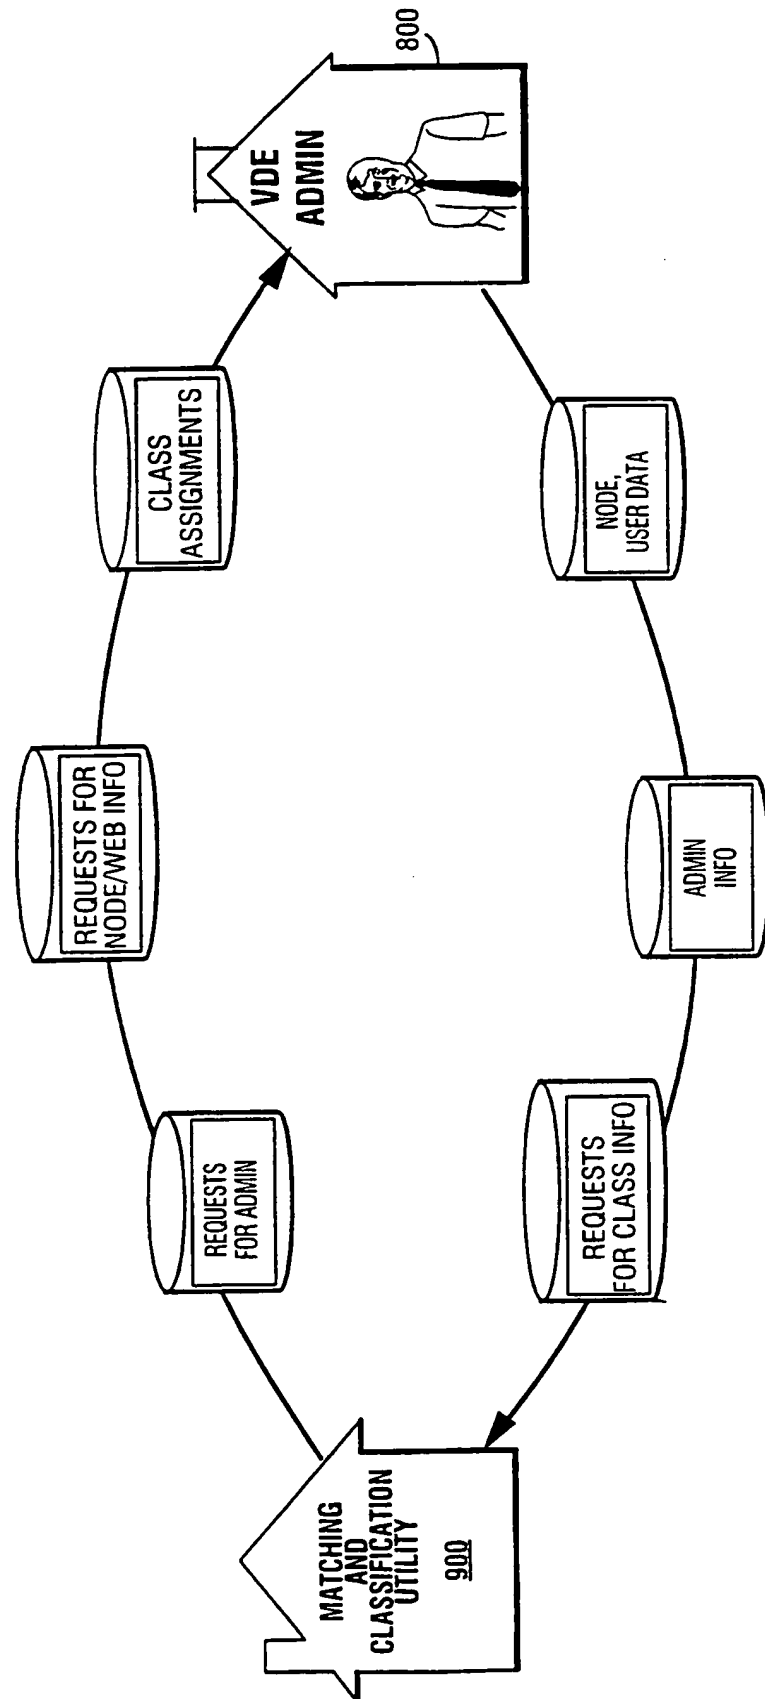 REQUESTS FOR
NODE/WEB INFO
REQUESTS
FOR ADMIN
CLASS
ASSIGNMENTS
MATCHING
AND
CLASSIFICATION
UTILITY
900
VDE
ADMIN
800
REQUESTS
FOR CLASS INFO
NODE,
USER DATA
ADMIN
INFO